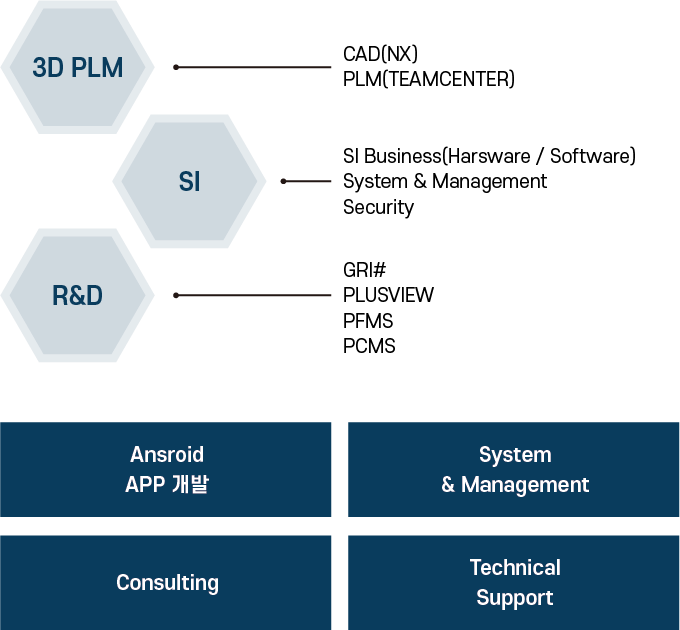 3D PLM
CAD(NX)
PLM(TEAMCENTER)
SI
SI Business(Harsware / Software)
System & Management
Security
R&D
GRI#
PLUSVIEW
PFMS
PCMS
Ansroid
APP 개발
System
& Management
Consulting
Technical
Support